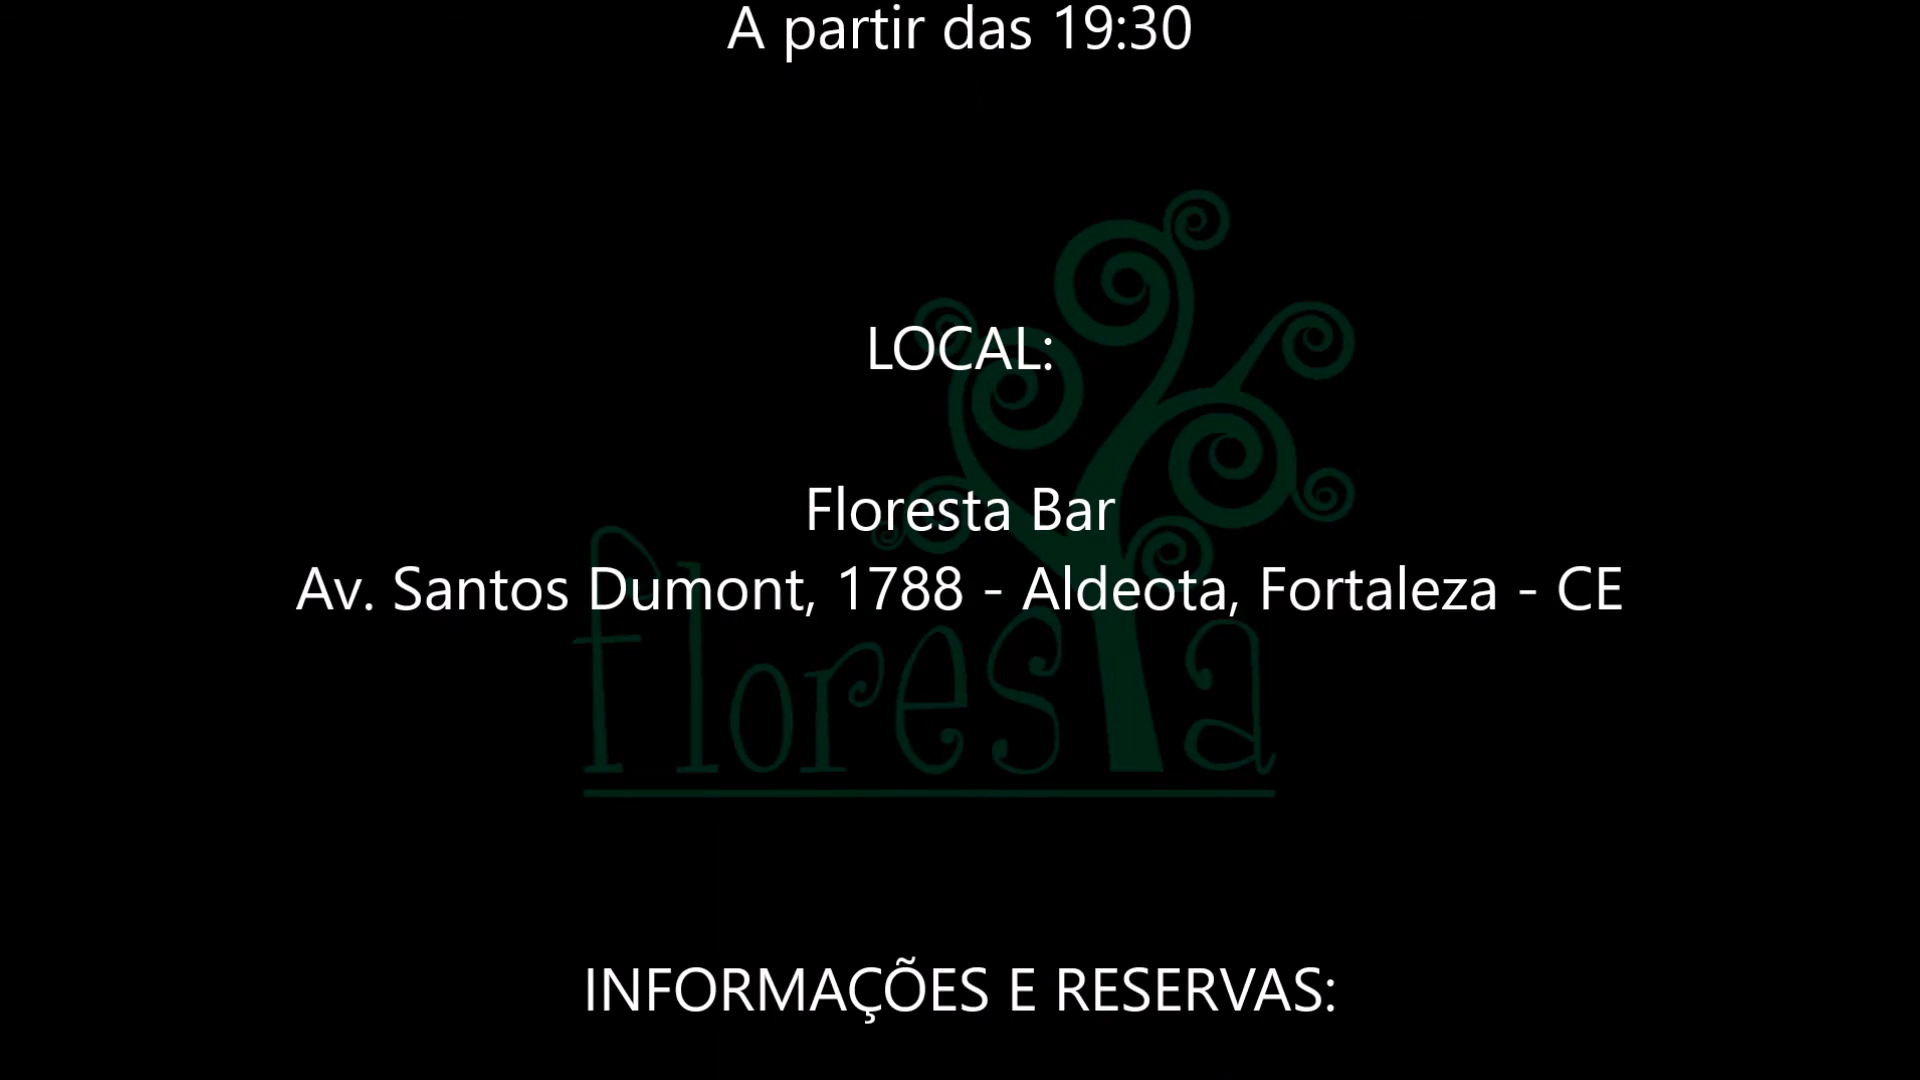 A partir das 19:30
LOCAL:
Floresta Bar
Av. Santos Dumont, 1788 - Aldeota, Fortaleza - CE
floresta
INFORMAÇÕES E RESERVAS: